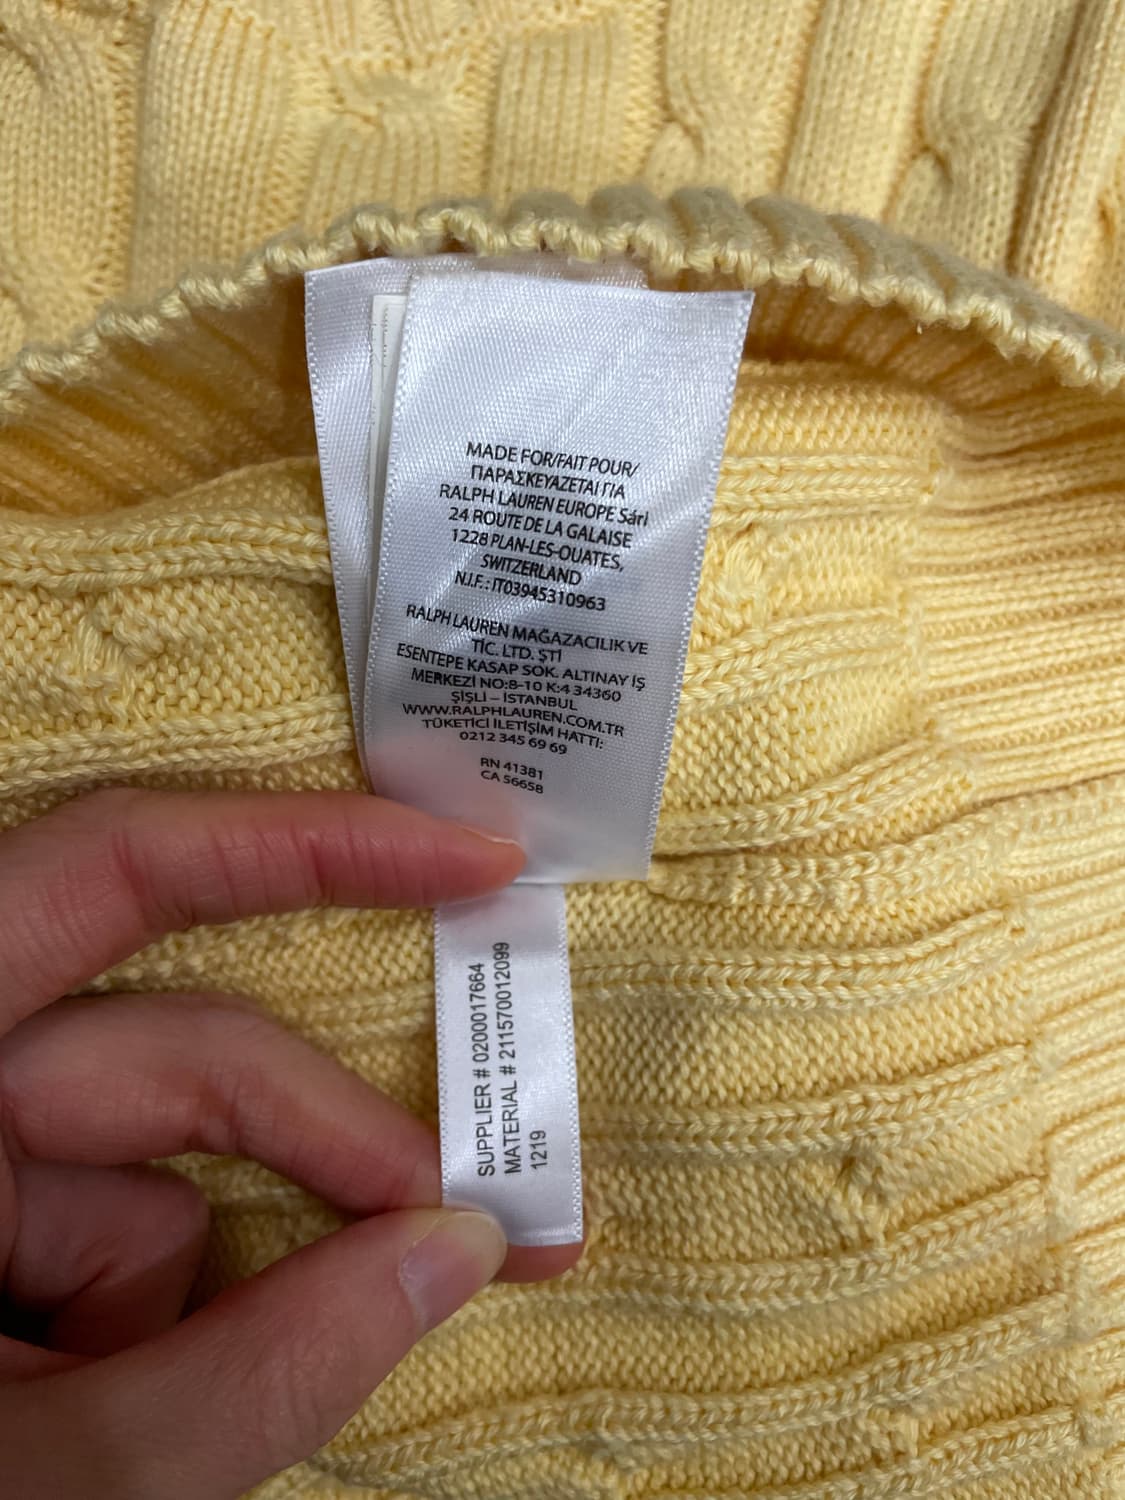 MADE FOR/FAIT POUR/
ΠΑΡΑΣΚΕΥΑΖΕΤΑΙ ΓΙΑ
RALPH LAUREN EUROPE Sárl
24 ROUTE DE LA GALAISE
1228 PLAN-LES-OUATES,
SWITZERLAND
N.I.F.: IT03945310963
RALPH LAUREN MAĞAZACILIK VE
TİC. LTD. ŞTİ
ESENTEPE KASAP SOK. ALTINAY İŞ
MERKEZİ NO:8-10 K:4 34360
ŞİŞLİ – İSTANBUL
WWW.RALPHLAUREN.COM.TR
TÜKETİCİ İLETİŞİM HATTI:
0212 345 69 69
RN 41381
CA 56658
SUPPLIER # 0200017664
MATERIAL # 211570012099
1219